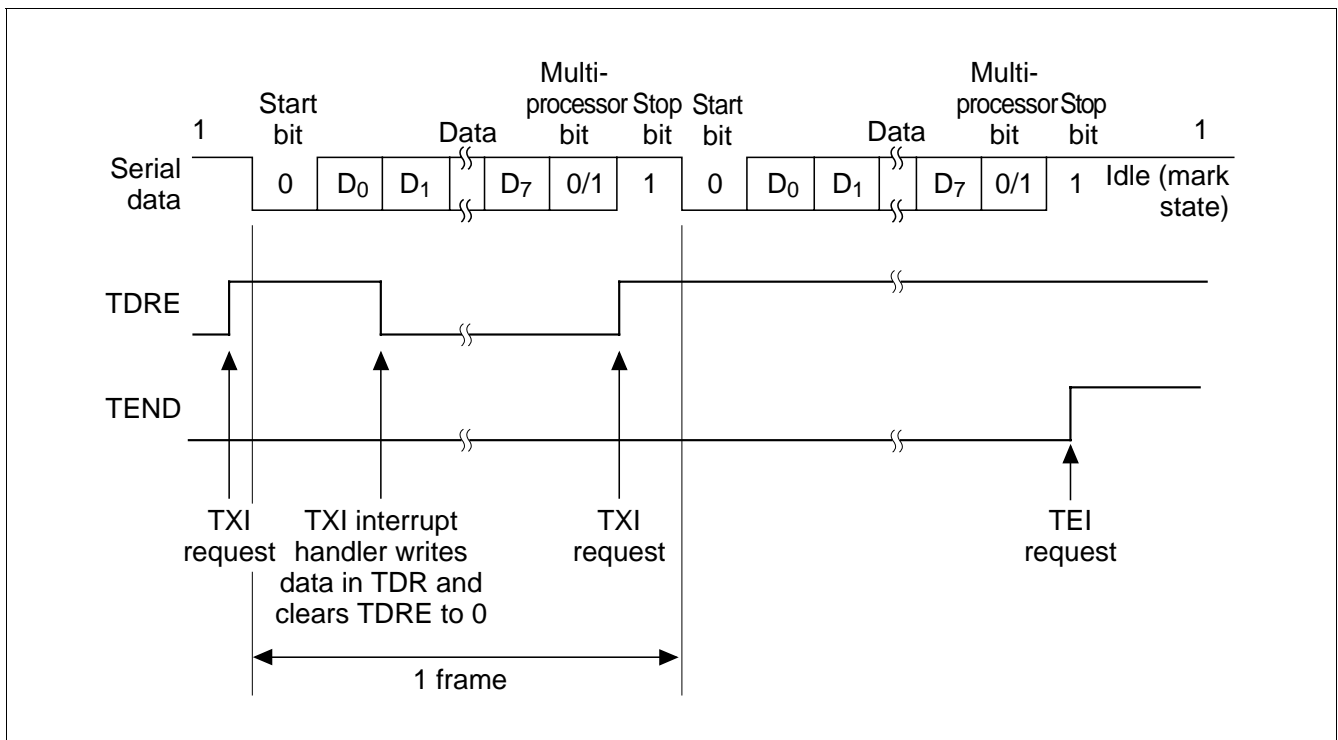 Multi-
processor
bit
Multi-
processor
bit
Start
bit
Data
Stop
bit
Start
bit
Data
Stop
bit
1
1
Serial
data
0 D0 D1 D7 0/1 1 0 D0 D1 D7 0/1 1
Idle (mark
state)
TDRE
TEND
TXI
request
TXI interrupt
handler writes
data in TDR and
clears TDRE to 0
TXI
request
TEI
request
1 frame